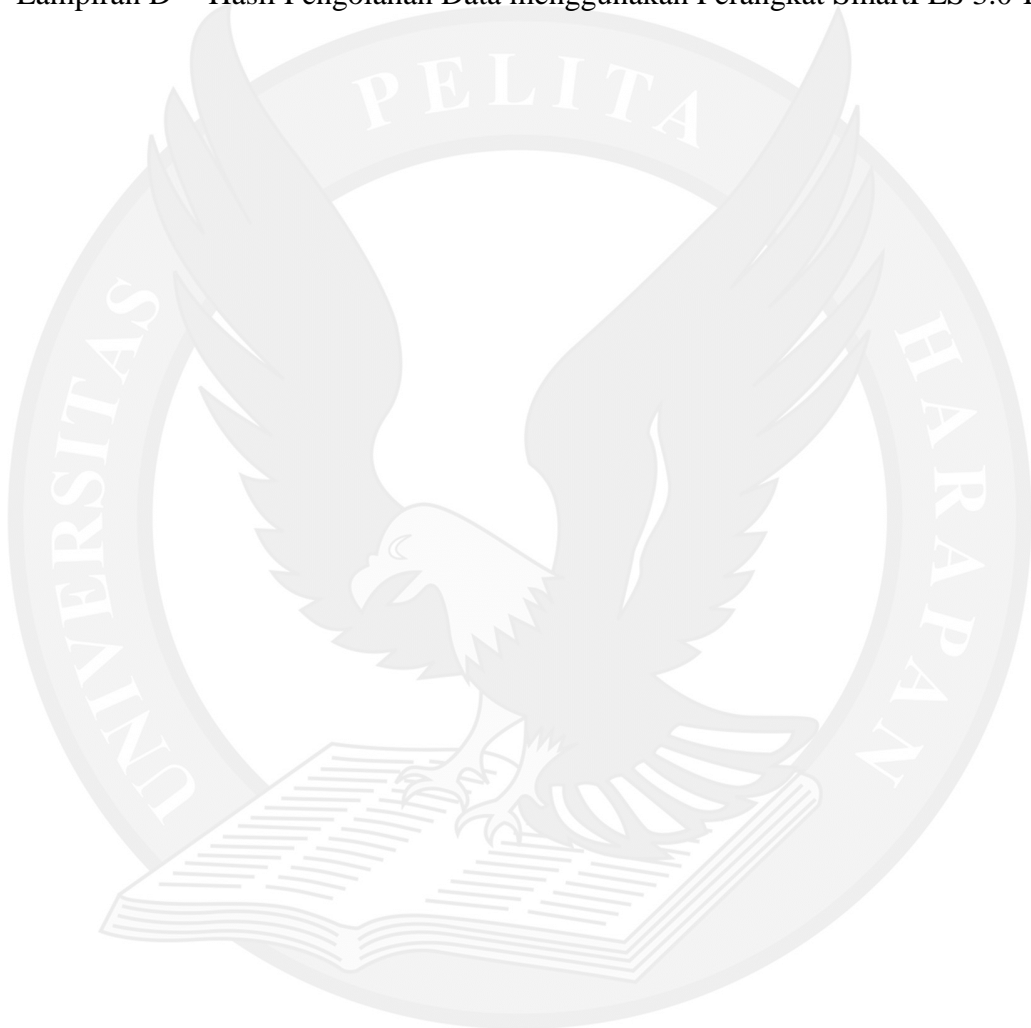 Lampiran D Hasil Pengolahan Data menggunakan Perangkat SmartPLS 3.0
UNIVERSITAS PELITA HARAPAN